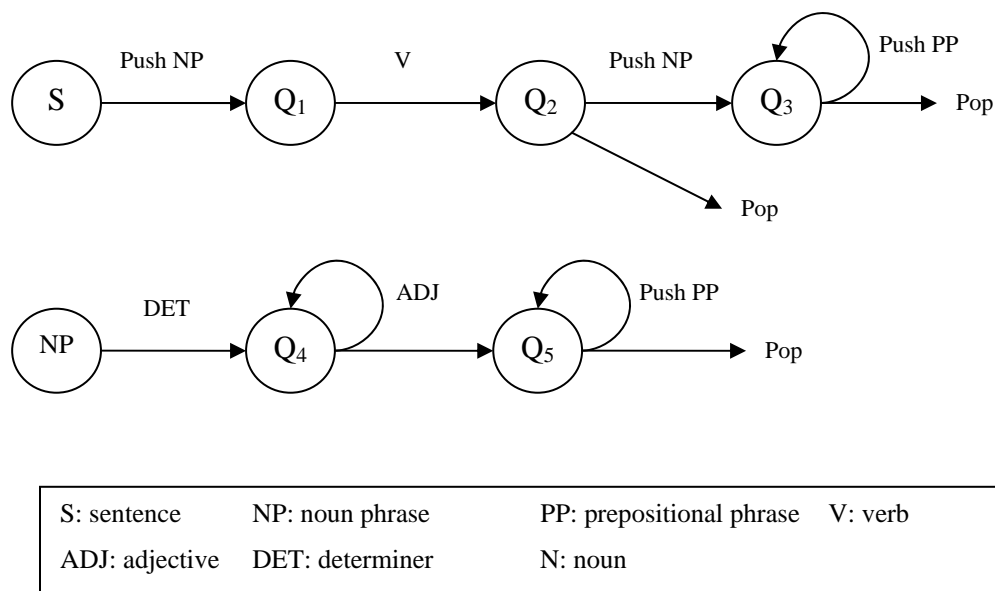 Push NP V Push NP Push PP
S Q1 Q2 Q3 Pop
Pop
DET ADJ Push PP
NP Q4 Q5 Pop
S: sentence NP: noun phrase PP: prepositional phrase V: verb
ADJ: adjective DET: determiner N: noun